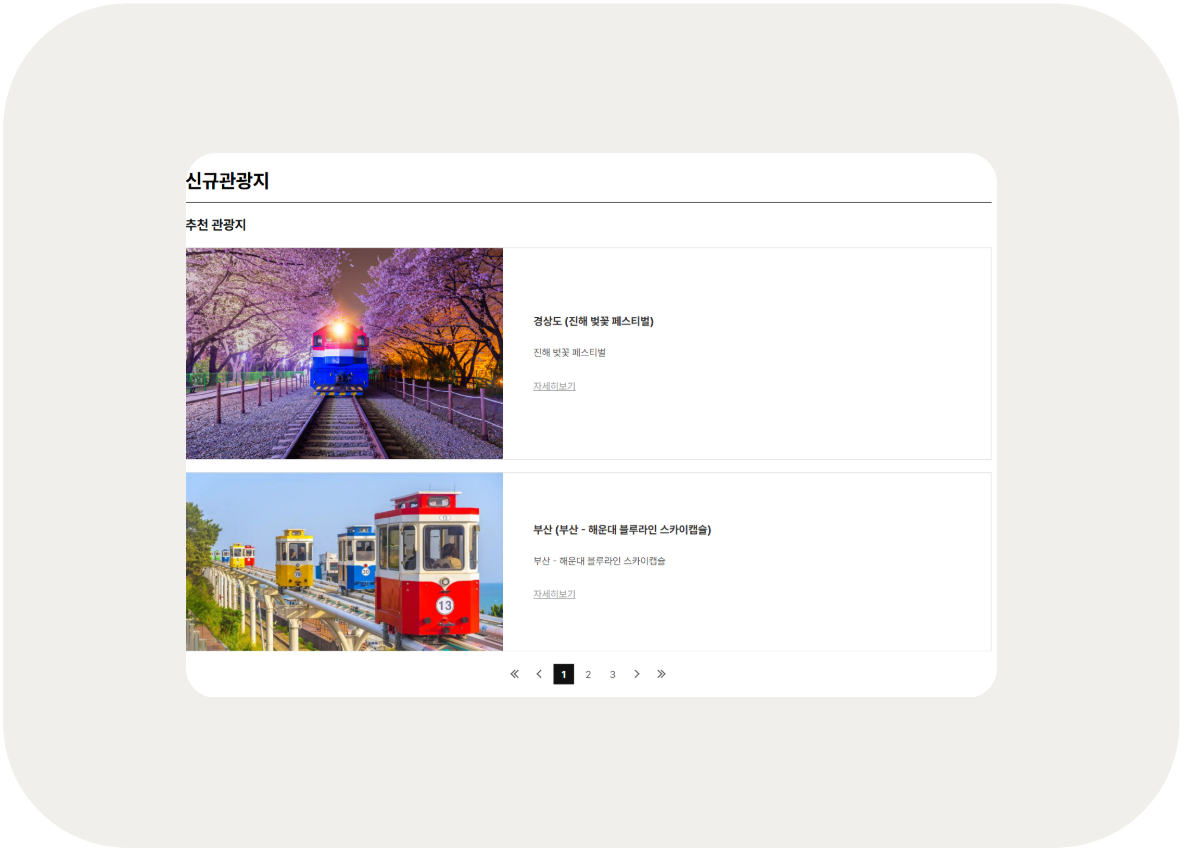 신규관광지
추천 관광지
경상도 (진해 벚꽃 페스티벌)
진해 벚꽃 페스티벌
자세히보기
13
부산 (부산 - 해운대 블루라인 스카이캡슐)
부산 - 해운대 블루라인 스카이캡슐
자세히보기
« ‹ 1 2 3 › »